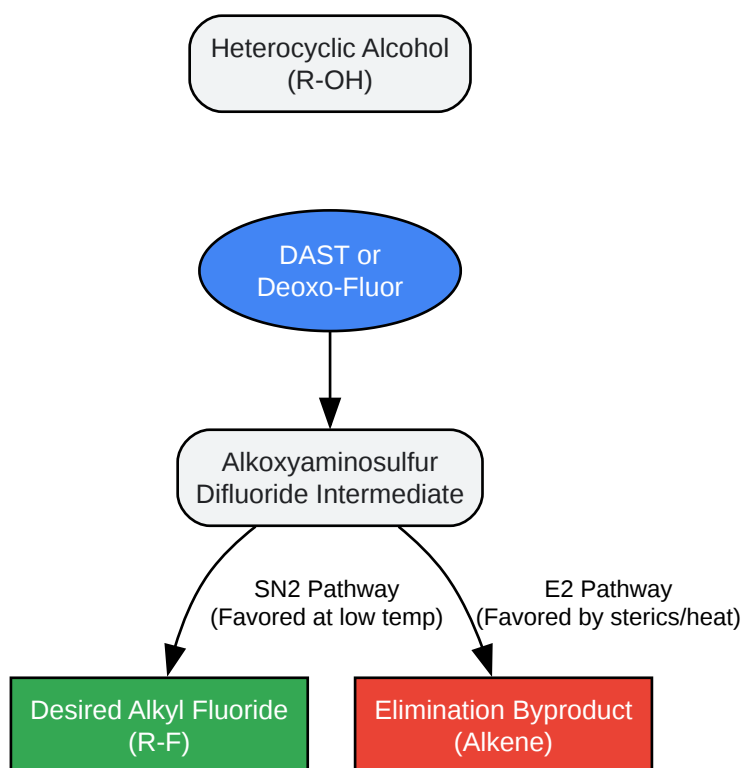 Heterocyclic Alcohol
(R-OH)
DAST or
Deoxo-Fluor
Alkoxyaminosulfur
Difluoride Intermediate
SN2 Pathway
(Favored at low temp)
E2 Pathway
(Favored by sterics/heat)
Desired Alkyl Fluoride
(R-F)
Elimination Byproduct
(Alkene)